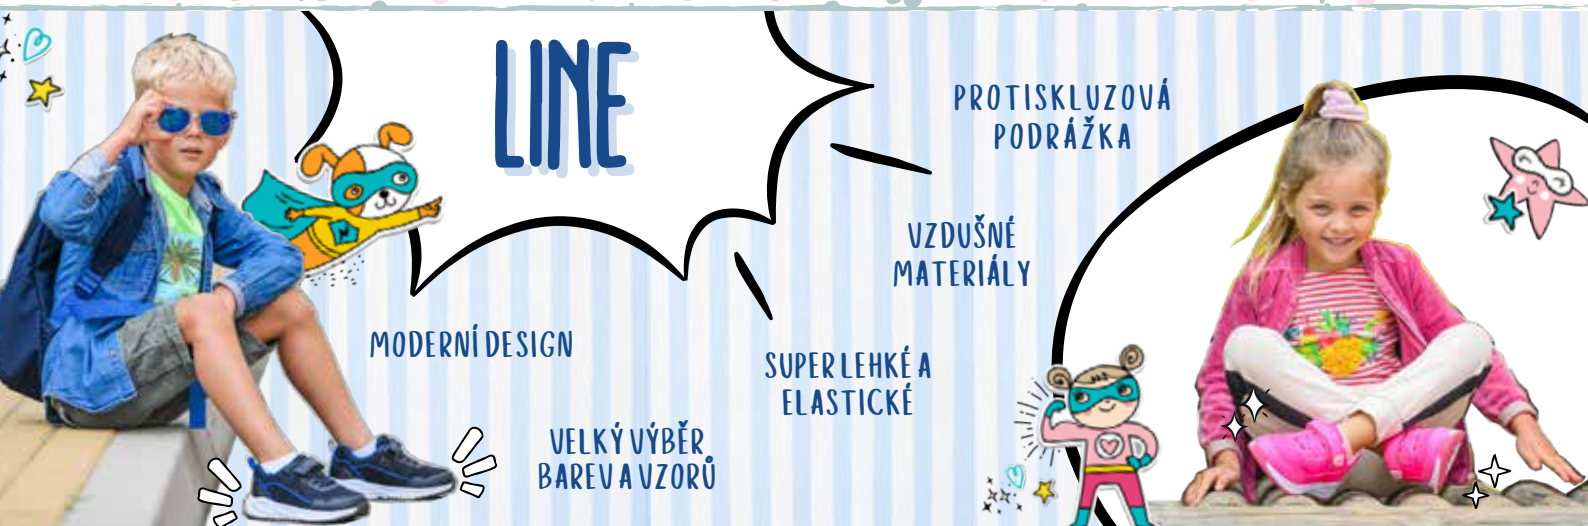 LINE
PROTISKLUZOVÁ
PODRÁŽKA
VZDUŠNÉ
MATERIÁLY
MODERNÍ DESIGN
SUPER LEHKÉ A
ELASTICKÉ
VELKÝ VÝBĚR
BAREV A VZORŮ